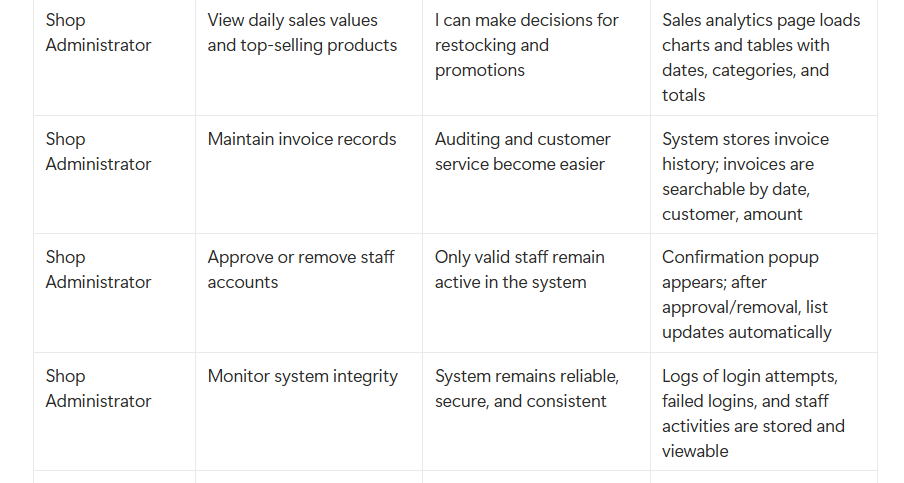 Shop
Administrator
View daily sales values
and top-selling products
I can make decisions for
restocking and
promotions
Sales analytics page loads
charts and tables with
dates, categories, and
totals
Shop
Administrator
Maintain invoice records
Auditing and customer
service become easier
System stores invoice
history; invoices are
searchable by date,
customer, amount
Shop
Administrator
Approve or remove staff
accounts
Only valid staff remain
active in the system
Confirmation popup
appears; after
approval/removal, list
updates automatically
Shop
Administrator
Monitor system integrity
System remains reliable,
secure, and consistent
Logs of login attempts,
failed logins, and staff
activities are stored and
viewable